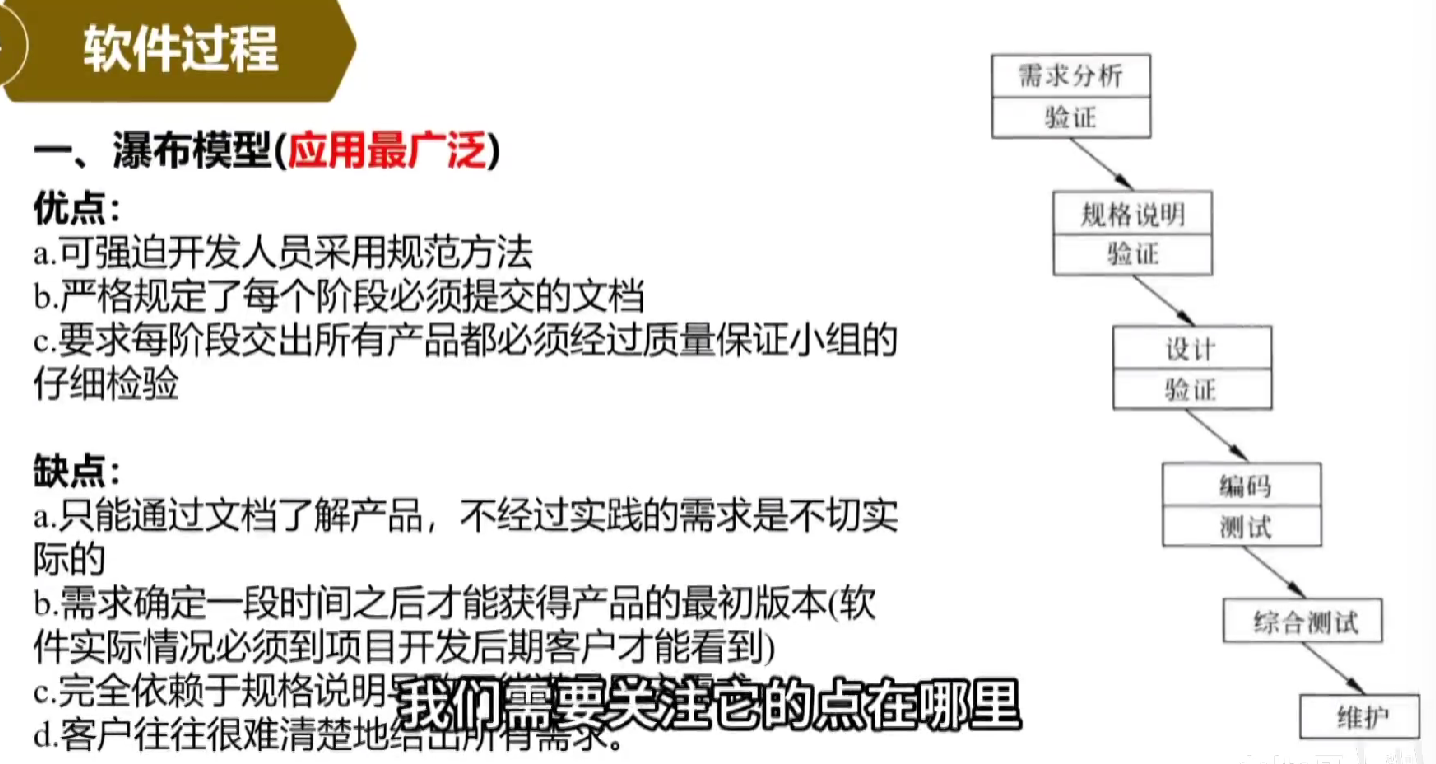 软件过程
一、瀑布模型(应用最广泛)
优点：
a.可强迫开发人员采用规范方法
b.严格规定了每个阶段必须提交的文档
c.要求每阶段交出所有产品都必须经过质量保证小组的
仔细检验
缺点：
a.只能通过文档了解产品，不经过实践的需求是不切实
际的
b.需求确定一段时间之后才能获得产品的最初版本(软
件实际情况必须到项目开发后期客户才能看到)
c.完全依赖于规格说明
d.客户往往很难清楚地给出所有需求。
我们需要关注它的点在哪里
需求分析
验证
规格说明
验证
设计
验证
编码
测试
综合测试
维护